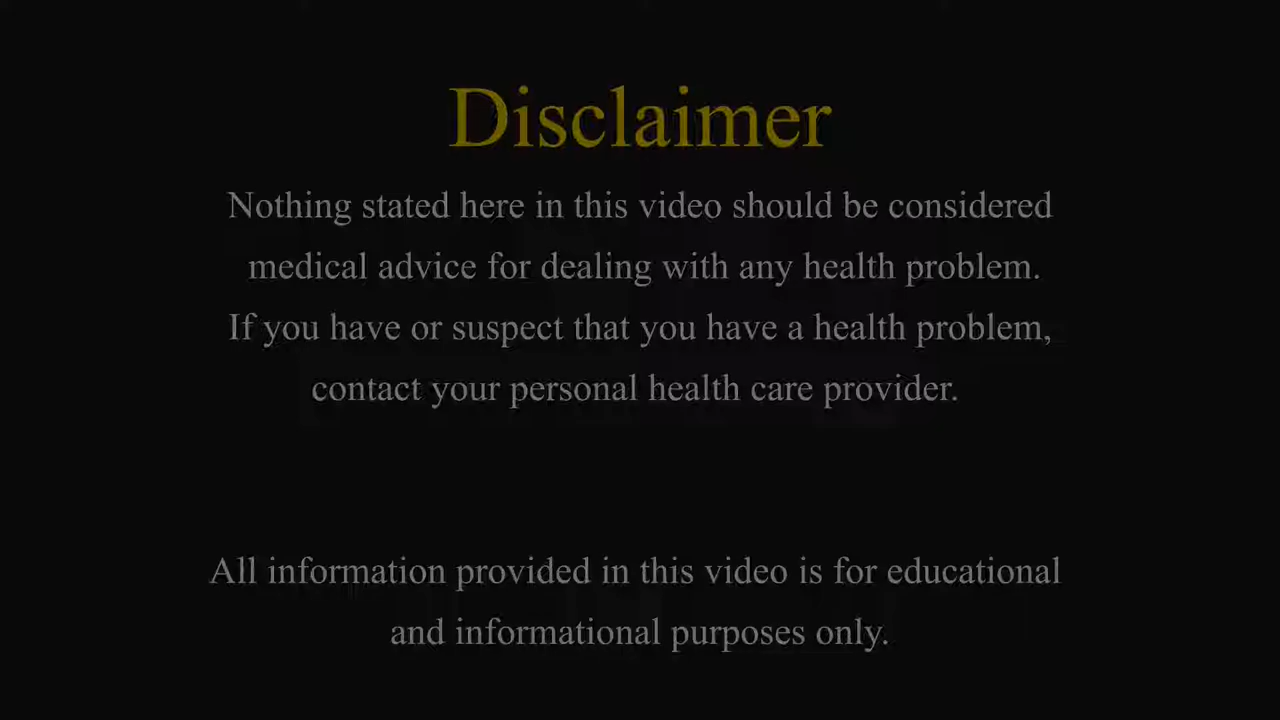 Disclaimer
Nothing stated here in this video should be considered
medical advice for dealing with any health problem.
If you have or suspect that you have a health problem,
contact your personal health care provider.
All information provided in this video is for educational
and informational purposes only.